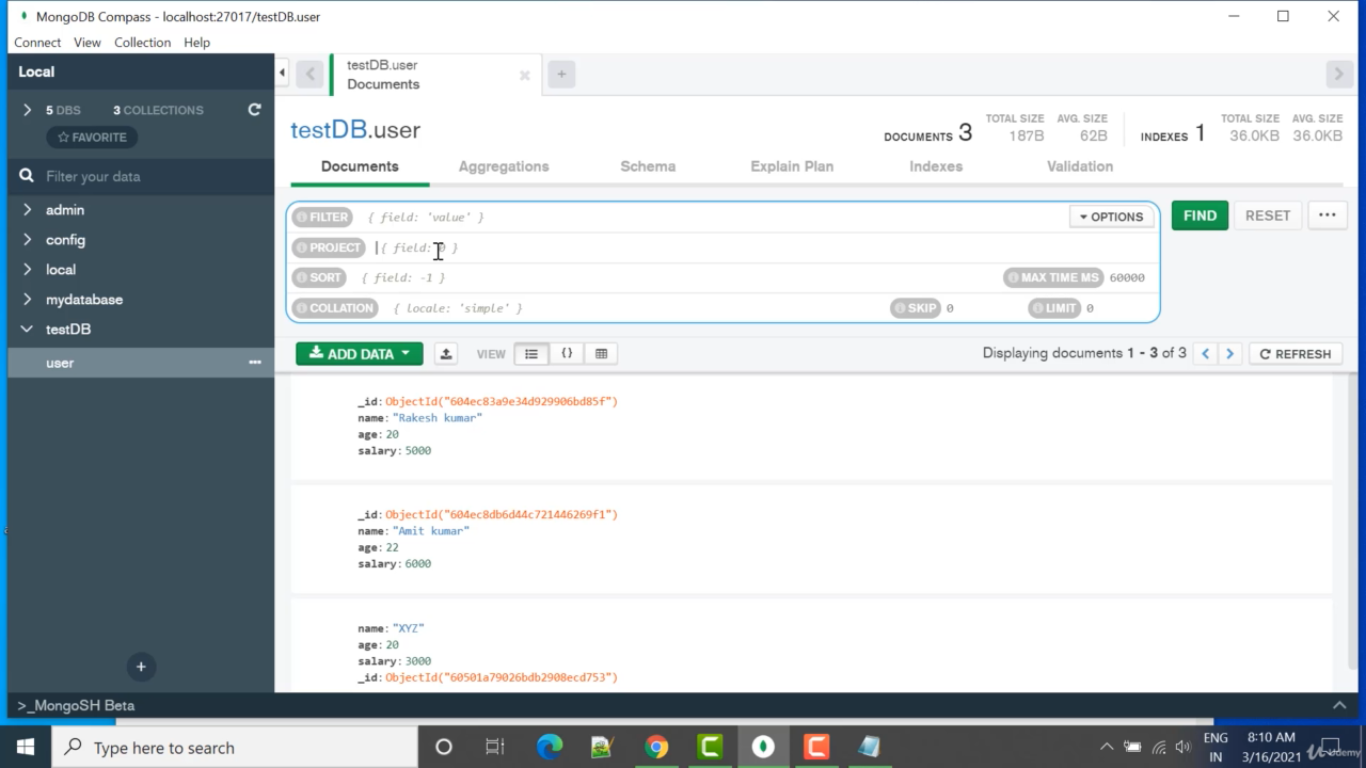 MongoDB Compass - localhost:27017/testDB.user
Connect View Collection Help
Local
5 DBS 3 COLLECTIONS
FAVORITE
Filter your data
admin
config
local
mydatabase
testDB
user
>_MongoSH Beta
testDB.user
Documents
testDB.user
DOCUMENTS 3 TOTAL SIZE 187B AVG. SIZE 62B INDEXES 1 TOTAL SIZE 36.0KB AVG. SIZE 36.0KB
Documents Aggregations Schema Explain Plan Indexes Validation
FILTER { field: 'value' } OPTIONS FIND RESET ...
PROJECT { field: 0 }
SORT { field: -1 } MAX TIME MS 60000
COLLATION { locale: 'simple' } SKIP 0 LIMIT 0
ADD DATA VIEW {} Displaying documents 1 - 3 of 3 REFRESH
_id: ObjectId("604ec83a9e34d929906bd85f")
name: "Rakesh kumar"
age: 20
salary: 5000
_id: ObjectId("604ec8db6d44c721446269f1")
name: "Amit kumar"
age: 22
salary: 6000
name: "XYZ"
age: 20
salary: 3000
_id: ObjectId("60501a79026bdb2908ecd753")
Type here to search
ENG
IN
8:10 AM
3/16/2021
Udemy